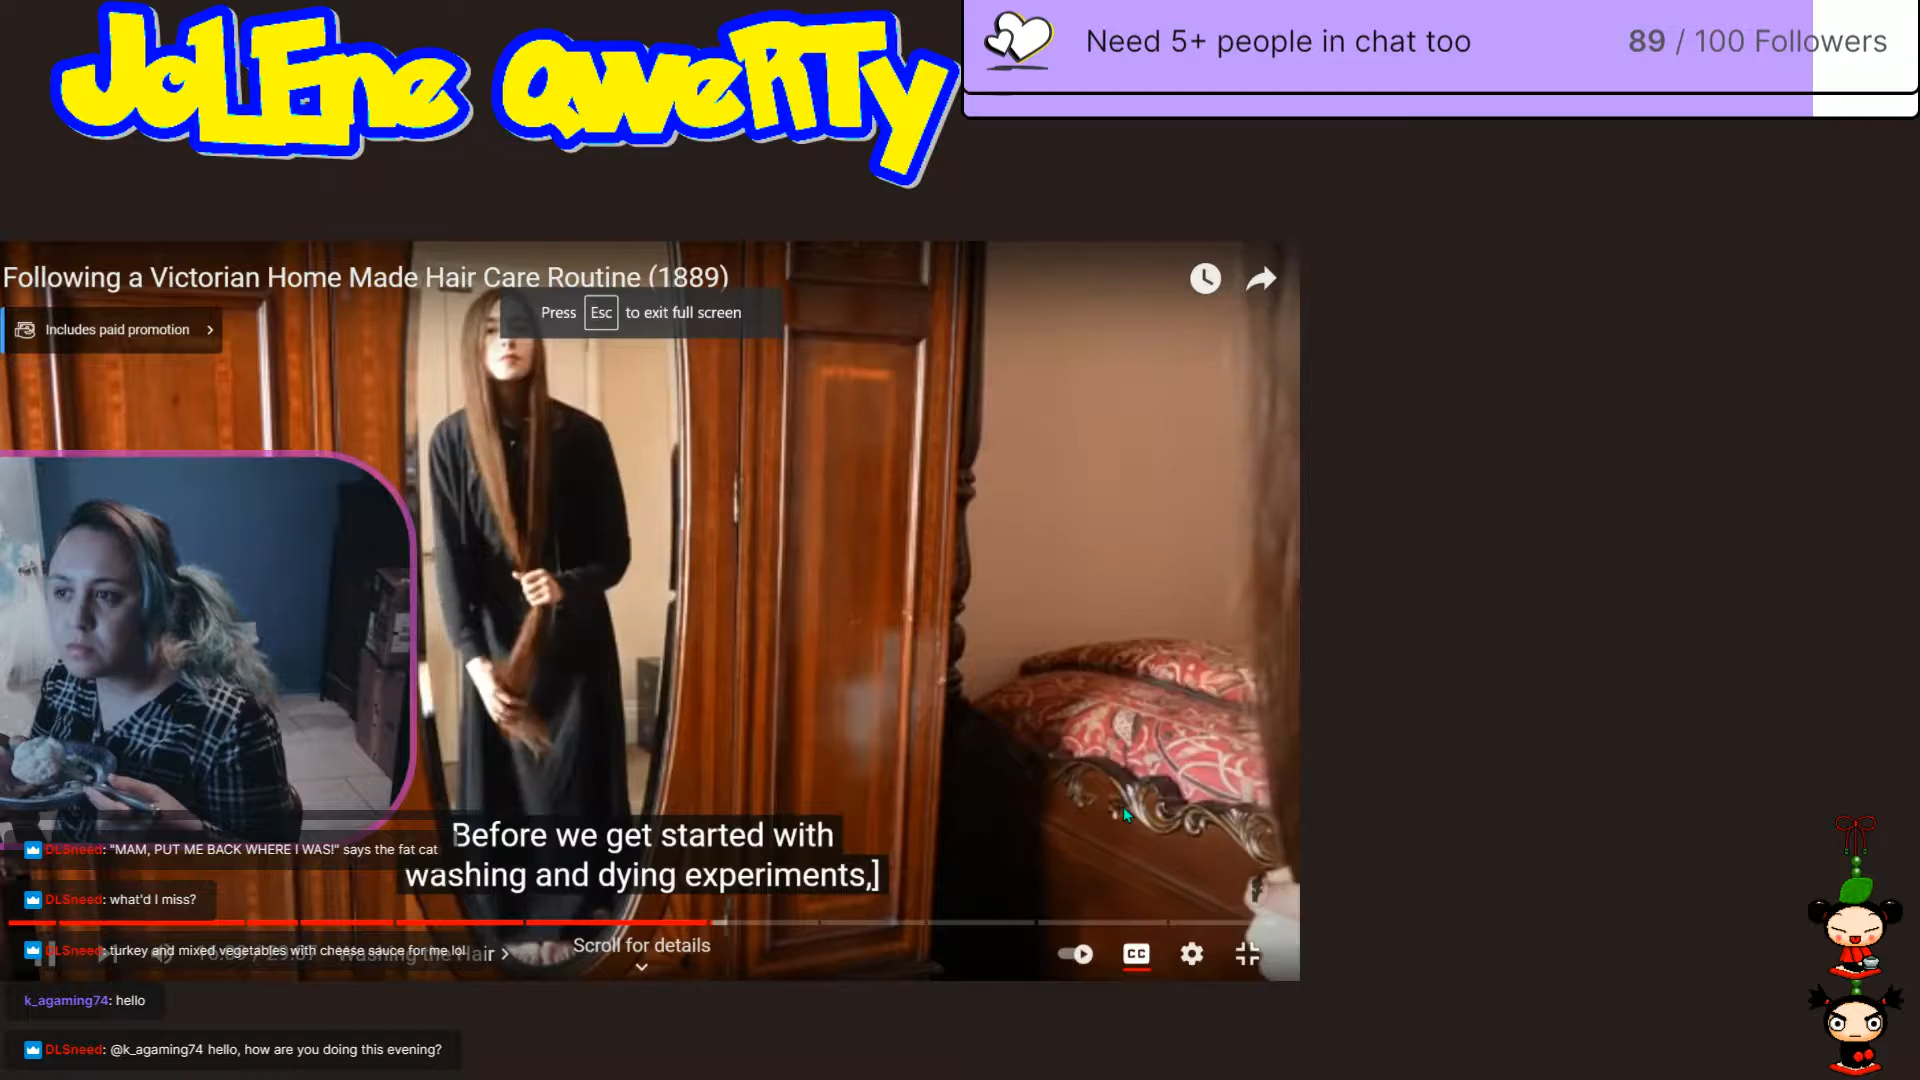 JoLEne QweRTy
Need 5+ people in chat too
89 / 100 Followers
Following a Victorian Home Made Hair Care Routine (1889)
Press Esc to exit full screen
Includes paid promotion
Before we get started with
washing and dying experiments,]
DLSneed: "MAM, PUT ME BACK WHERE I WAS!" says the fat cat
DLSneed: what'd I miss?
Scroll for details
CC
DLSneed: turkey and mixed vegetables with cheese sauce for me lol
Washing the Hair
k_agaming74: hello
DLSneed: @k_agaming74 hello, how are you doing this evening?